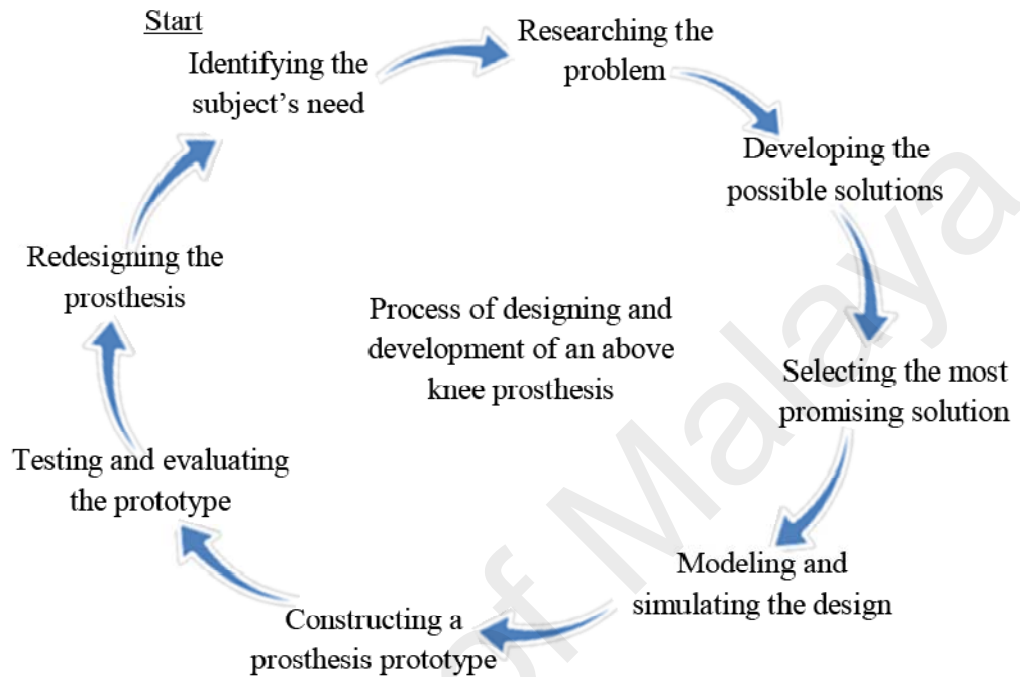 Start
Identifying the
subject's need
Researching the
problem
Developing the
possible solutions
Selecting the most
promising solution
Modeling and
simulating the design
Constructing a
prosthesis prototype
Testing and evaluating
the prototype
Redesigning the
prosthesis
Process of designing and
development of an above
knee prosthesis
of Malaya